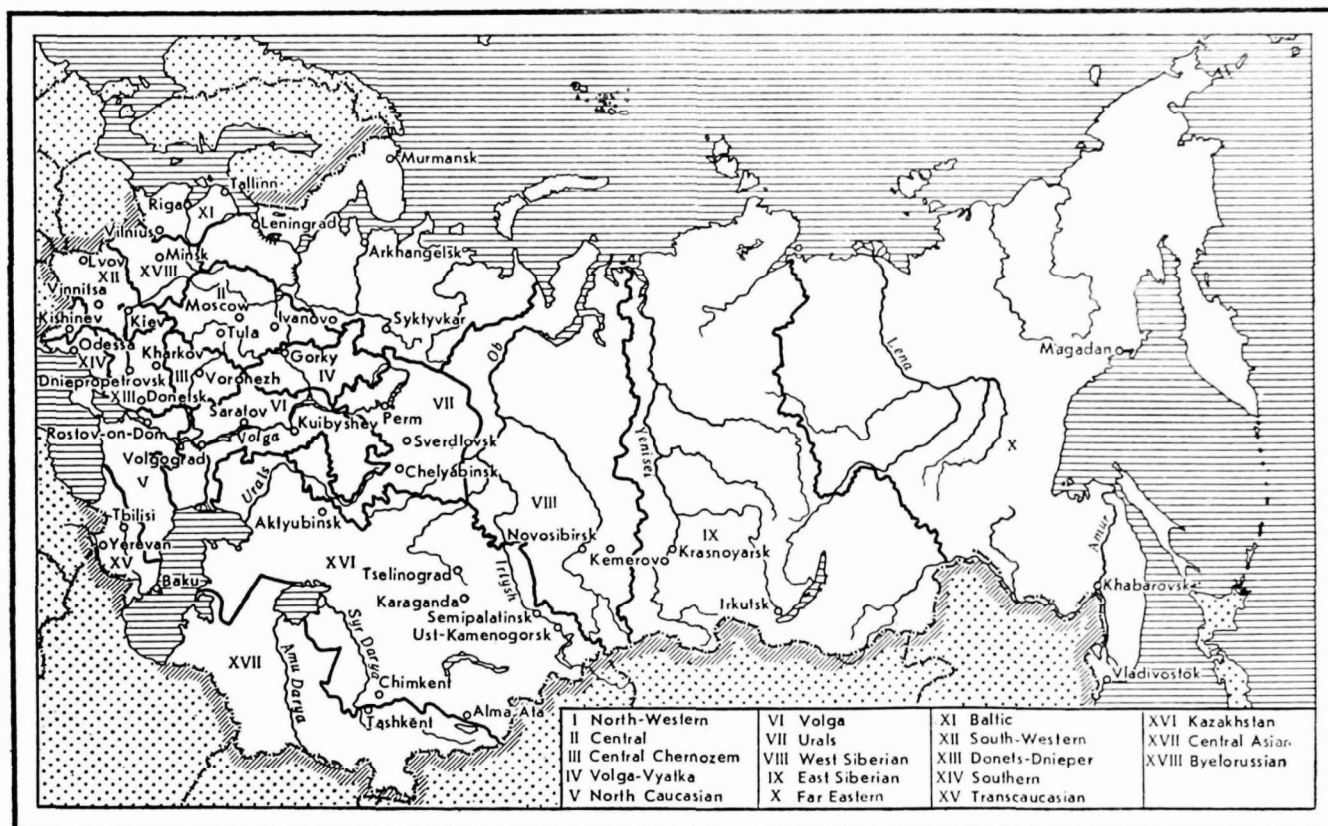 Murmansk
Tallinn
Riga
XI
Leningrad
Vilnius
Arkhangelsk
Minsk
Lvov
XVIII
XII
II
Vinnitsa
Moscow
Ivanovo
Syktyvkar
Kishinev
Kiev
Tula
Ob
Lena
Odessa
Kharkov
Gorky
Magadan
XIV
III
Voronezh
IV
Dniepropetrovsk
XIII
Donetsk
VI
VII
Saratov
Perm
Rostov-on-Don
Volga
Kuibyshev
Sverdlovsk
Yenisei
X
Volgograd
Chelyabinsk
V
Urals
VIII
Tbilisi
Aktyubinsk
Novosibirsk
IX
Amur
Yerevan
XVI
Kemerovo
Krasnoyarsk
XV
Tselinograd
Irtysh
Baku
Khabarovsk
Karaganda
Irkutsk
Semipalatinsk
Syr Darya
Ust-Kamenogorsk
XVII
Amu Darya
Chimkent
Vladivostok
Tashkent
Alma Ata
I North-Western
II Central
III Central Chernozem
IV Volga-Vyatka
V North Caucasian
VI Volga
VII Urals
VIII West Siberian
IX East Siberian
X Far Eastern
XI Baltic
XII South-Western
XIII Donets-Dnieper
XIV Southern
XV Transcaucasian
XVI Kazakhstan
XVII Central Asian
XVIII Byelorussian